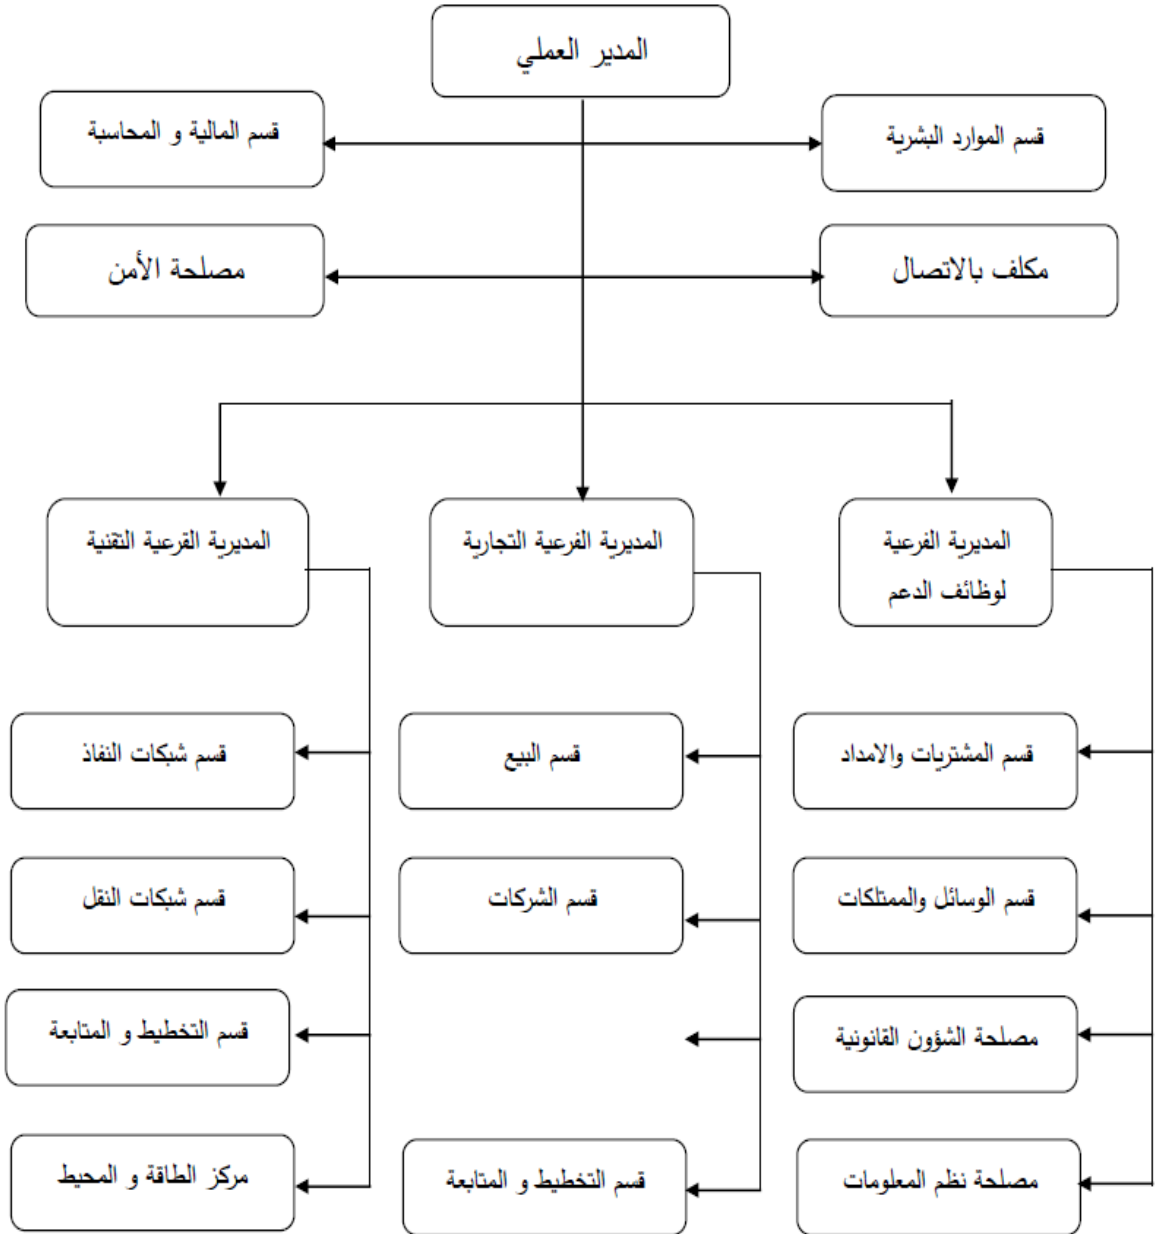 المدير العملي
قسم الموارد البشرية
قسم المالية و المحاسبة
مكلف بالاتصال
مصلحة الأمن
المديرية الفرعية
لوظائف الدعم
المديرية الفرعية التجارية
المديرية القرعية التقنية
قسم المشتريات والامداد
قسم البيع
قسم شبكات النفاذ
قسم الوسائل والممتلكات
قسم الشركات
قسم شبكات النقل
مصلحة الشؤون القانونية
قسم التخطيط و المتابعة
مصلحة نظم المعلومات
قسم التخطيط و المتابعة
مركز الطاقة و المحيط